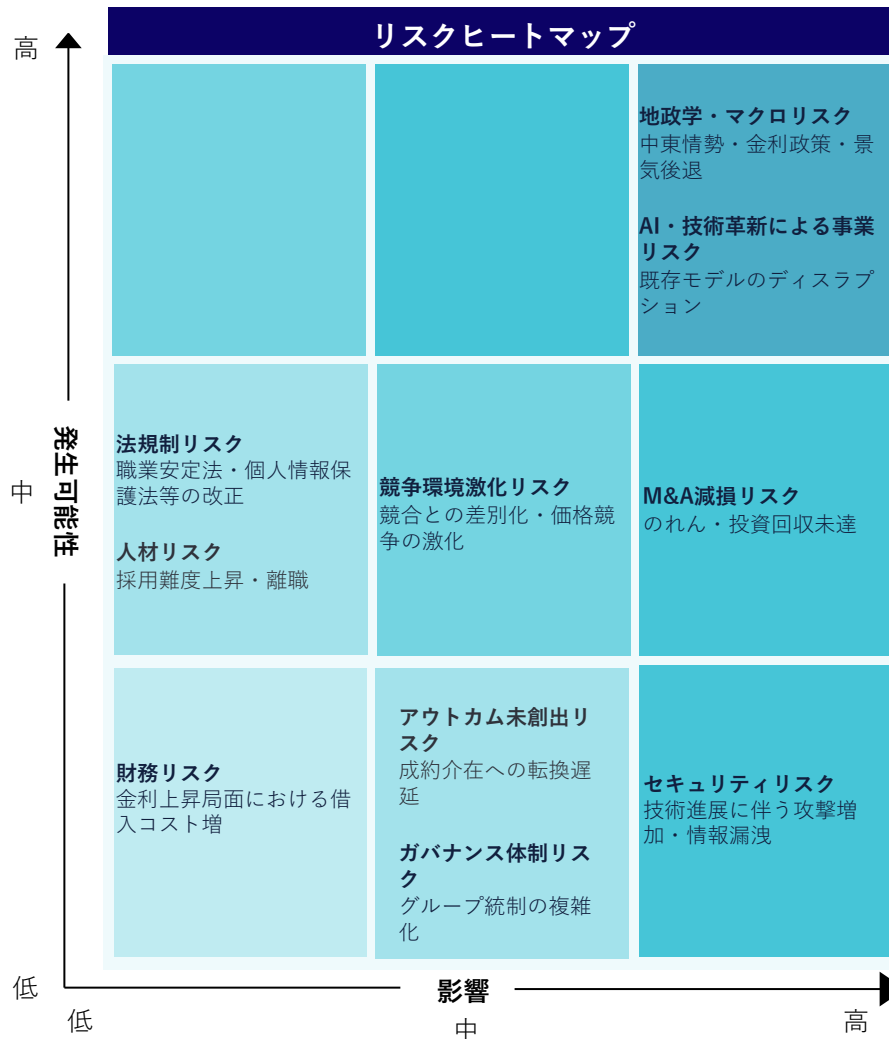 リスクヒートマップ
高
地政学・マクロリスク
中東情勢・金利政策・景
気後退
AI・技術革新による事業
リスク
既存モデルのディスラプ
ション
発生可能性
中
法規制リスク
職業安定法・個人情報保
護法等の改正
人材リスク
採用難度上昇・離職
競争環境激化リスク
競合との差別化・価格競
争の激化
M&A減損リスク
のれん・投資回収未達
財務リスク
金利上昇局面における借
入コスト増
アウトカム未創出リ
スク
成約介在への転換遅
延
ガバナンス体制リス
ク
グループ統制の複雑
化
セキュリティリスク
技術進展に伴う攻撃増
加・情報漏洩
低
影響
低
中
高